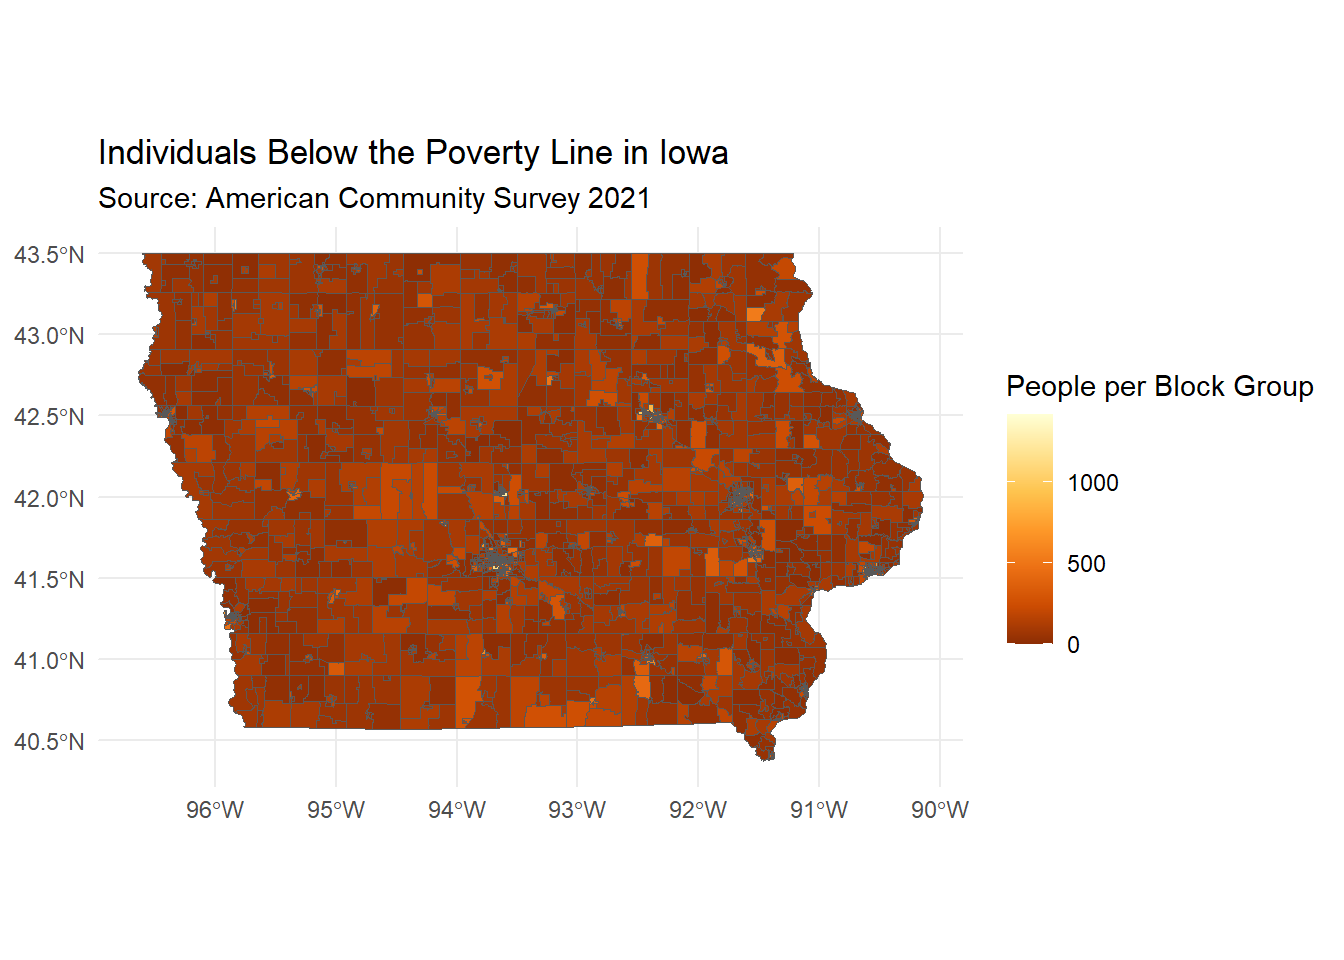 Individuals Below the Poverty Line in Iowa
Source: American Community Survey 2021
43.5°N
43.0°N
42.5°N
42.0°N
41.5°N
41.0°N
40.5°N
96°W
95°W
94°W
93°W
92°W
91°W
90°W
People per Block Group
1000
500
0